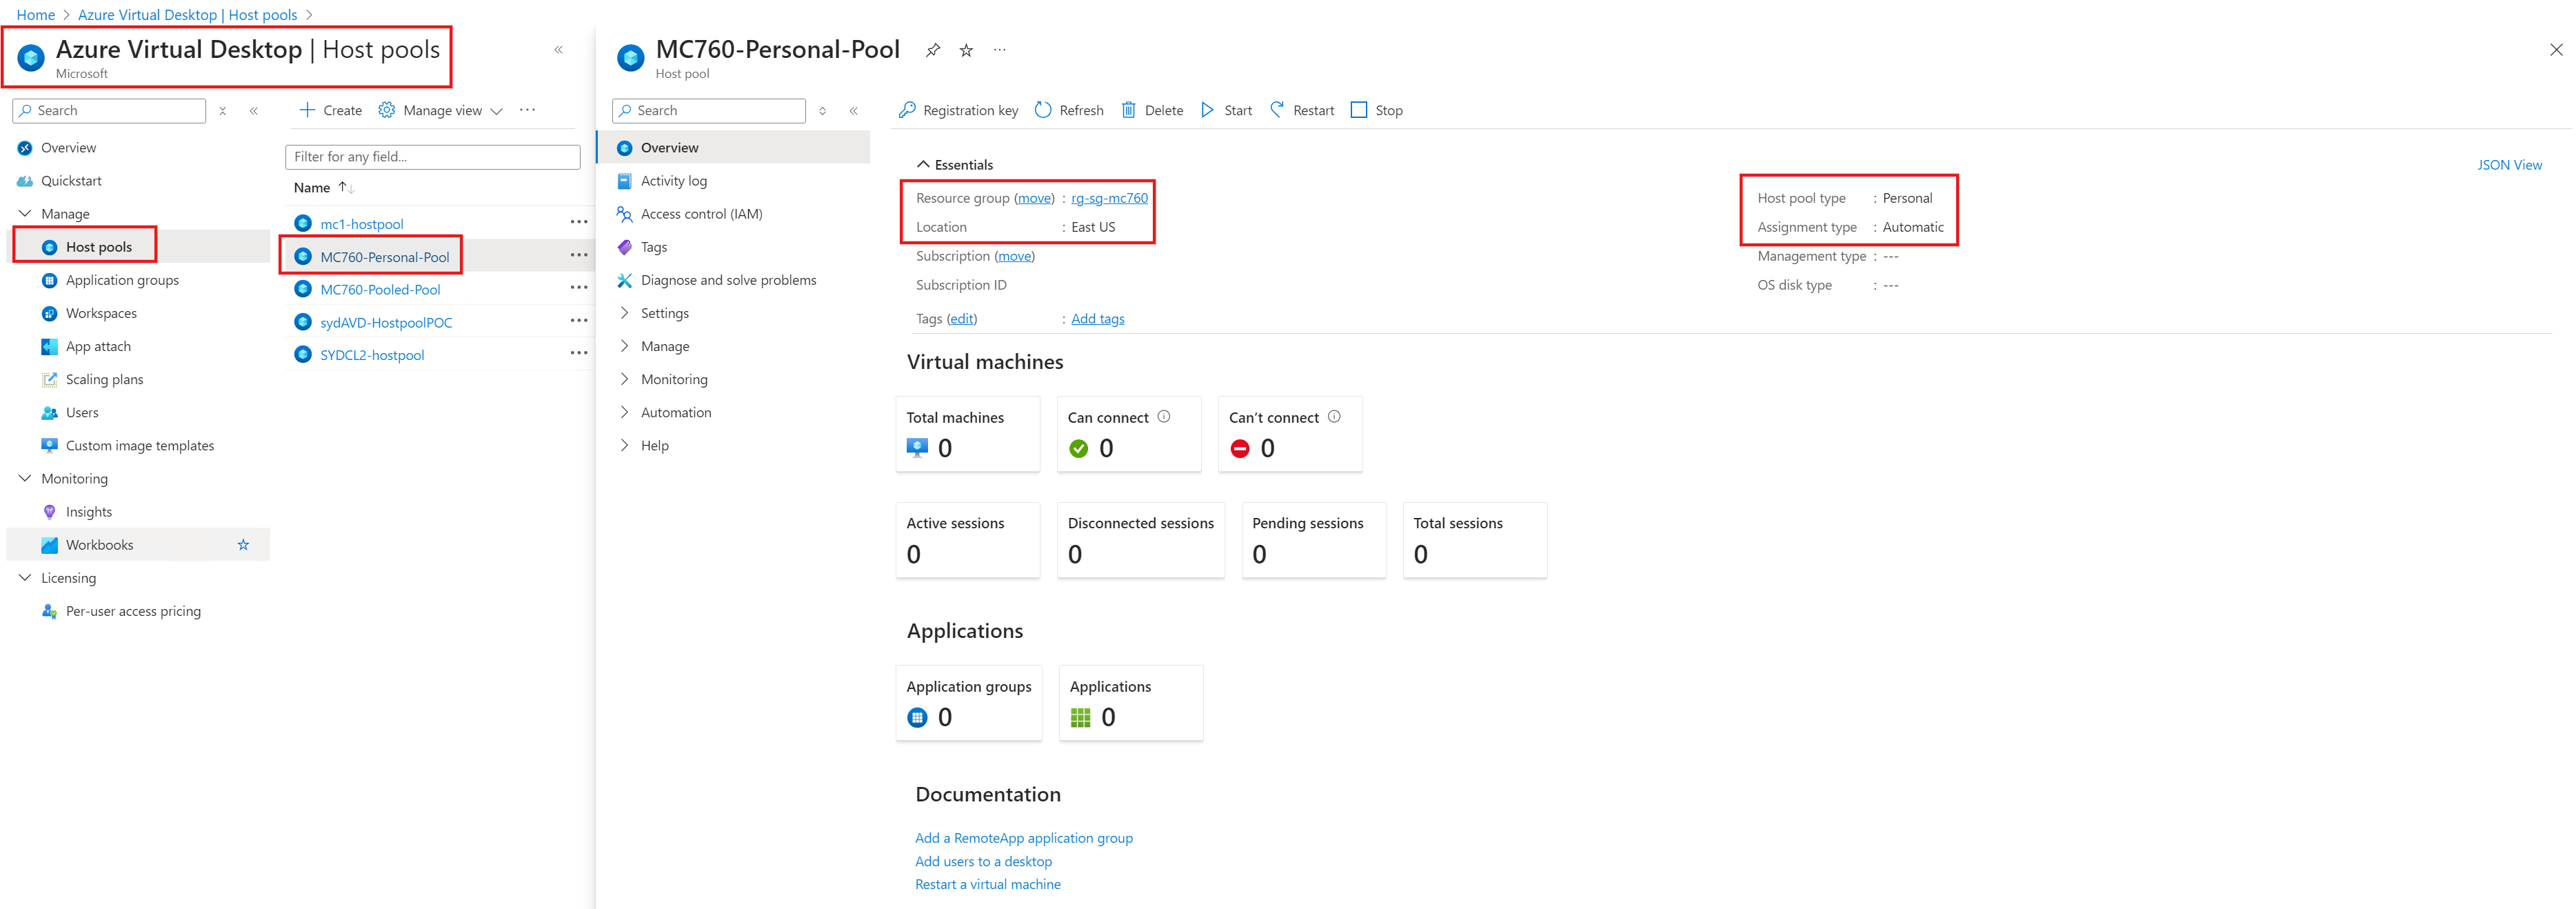 Home > Azure Virtual Desktop | Host pools >
Azure Virtual Desktop | Host pools
Microsoft
Search
Overview
Quickstart
Manage
Host pools
Application groups
Workspaces
App attach
Scaling plans
Users
Custom image templates
Monitoring
Insights
Workbooks
Licensing
Per-user access pricing
Create Manage view ...
Filter for any field...
Name
mc1-hostpool
MC760-Personal-Pool
MC760-Pooled-Pool
sydAVD-HostpoolPOC
SYDCL2-hostpool
MC760-Personal-Pool
Host pool
Search
Overview
Activity log
Access control (IAM)
Tags
Diagnose and solve problems
Settings
Manage
Monitoring
Automation
Help
Registration key Refresh Delete Start Restart Stop
Essentials
JSON View
Resource group (move) : rg-sg-mc760
Location : East US
Subscription (move)
Subscription ID
Tags (edit) : Add tags
Host pool type : Personal
Assignment type : Automatic
Management type : ---
OS disk type : ---
Virtual machines
Total machines
0
Can connect
0
Can't connect
0
Active sessions
0
Disconnected sessions
0
Pending sessions
0
Total sessions
0
Applications
Application groups
0
Applications
0
Documentation
Add a RemoteApp application group
Add users to a desktop
Restart a virtual machine